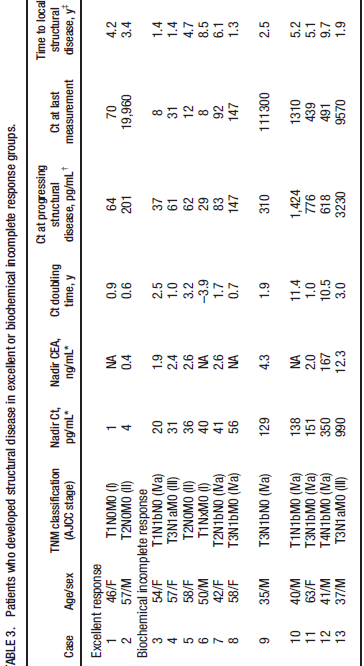 TABLE 3. Patients who developed structural disease in excellent or biochemical incomplete response groups.
Ct at progressing Time to local
TNM classification Nadir Ct, Nadir CEA, Ct doubling structural Ct at last structural
Case Age/sex (AJCC stage) pg/mL* ng/mL* time, y disease, pg/mL† measurement disease, y‡
Excellent response
1 46/F T1N0M0 (I) 1 NA 0.9 64 70 4.2
2 57/M T2N0M0 (II) 4 0.4 0.6 201 19,960 3.4
Biochemical incomplete response
3 54/F T1N1bN0 (IVa) 20 1.9 2.5 37 8 1.4
4 57/F T3N1aM0 (III) 31 2.4 1.0 61 31 1.4
5 58/F T2N0M0 (II) 36 2.6 3.2 62 12 4.7
6 50/M T1NxM0 (I) 40 NA −3.9 29 8 8.5
7 42/F T2N1bN0 (IVa) 41 2.6 1.7 83 92 6.1
8 58/F T3N1bM0 (IVa) 56 NA 0.7 147 147 1.3
9 35/M T3N1bN0 (IVa) 129 4.3 1.9 310 111300 2.5
10 40/M T1N1bM0 (IVa) 138 NA 11.4 1,424 1310 5.2
11 63/F T3N1bM0 (IVa) 151 2.0 1.0 776 439 5.1
12 41/M T4N1bM0 (IVa) 350 167 10.5 618 491 9.7
13 37/M T3N1aM0 (III) 990 12.3 3.0 3230 9570 1.9